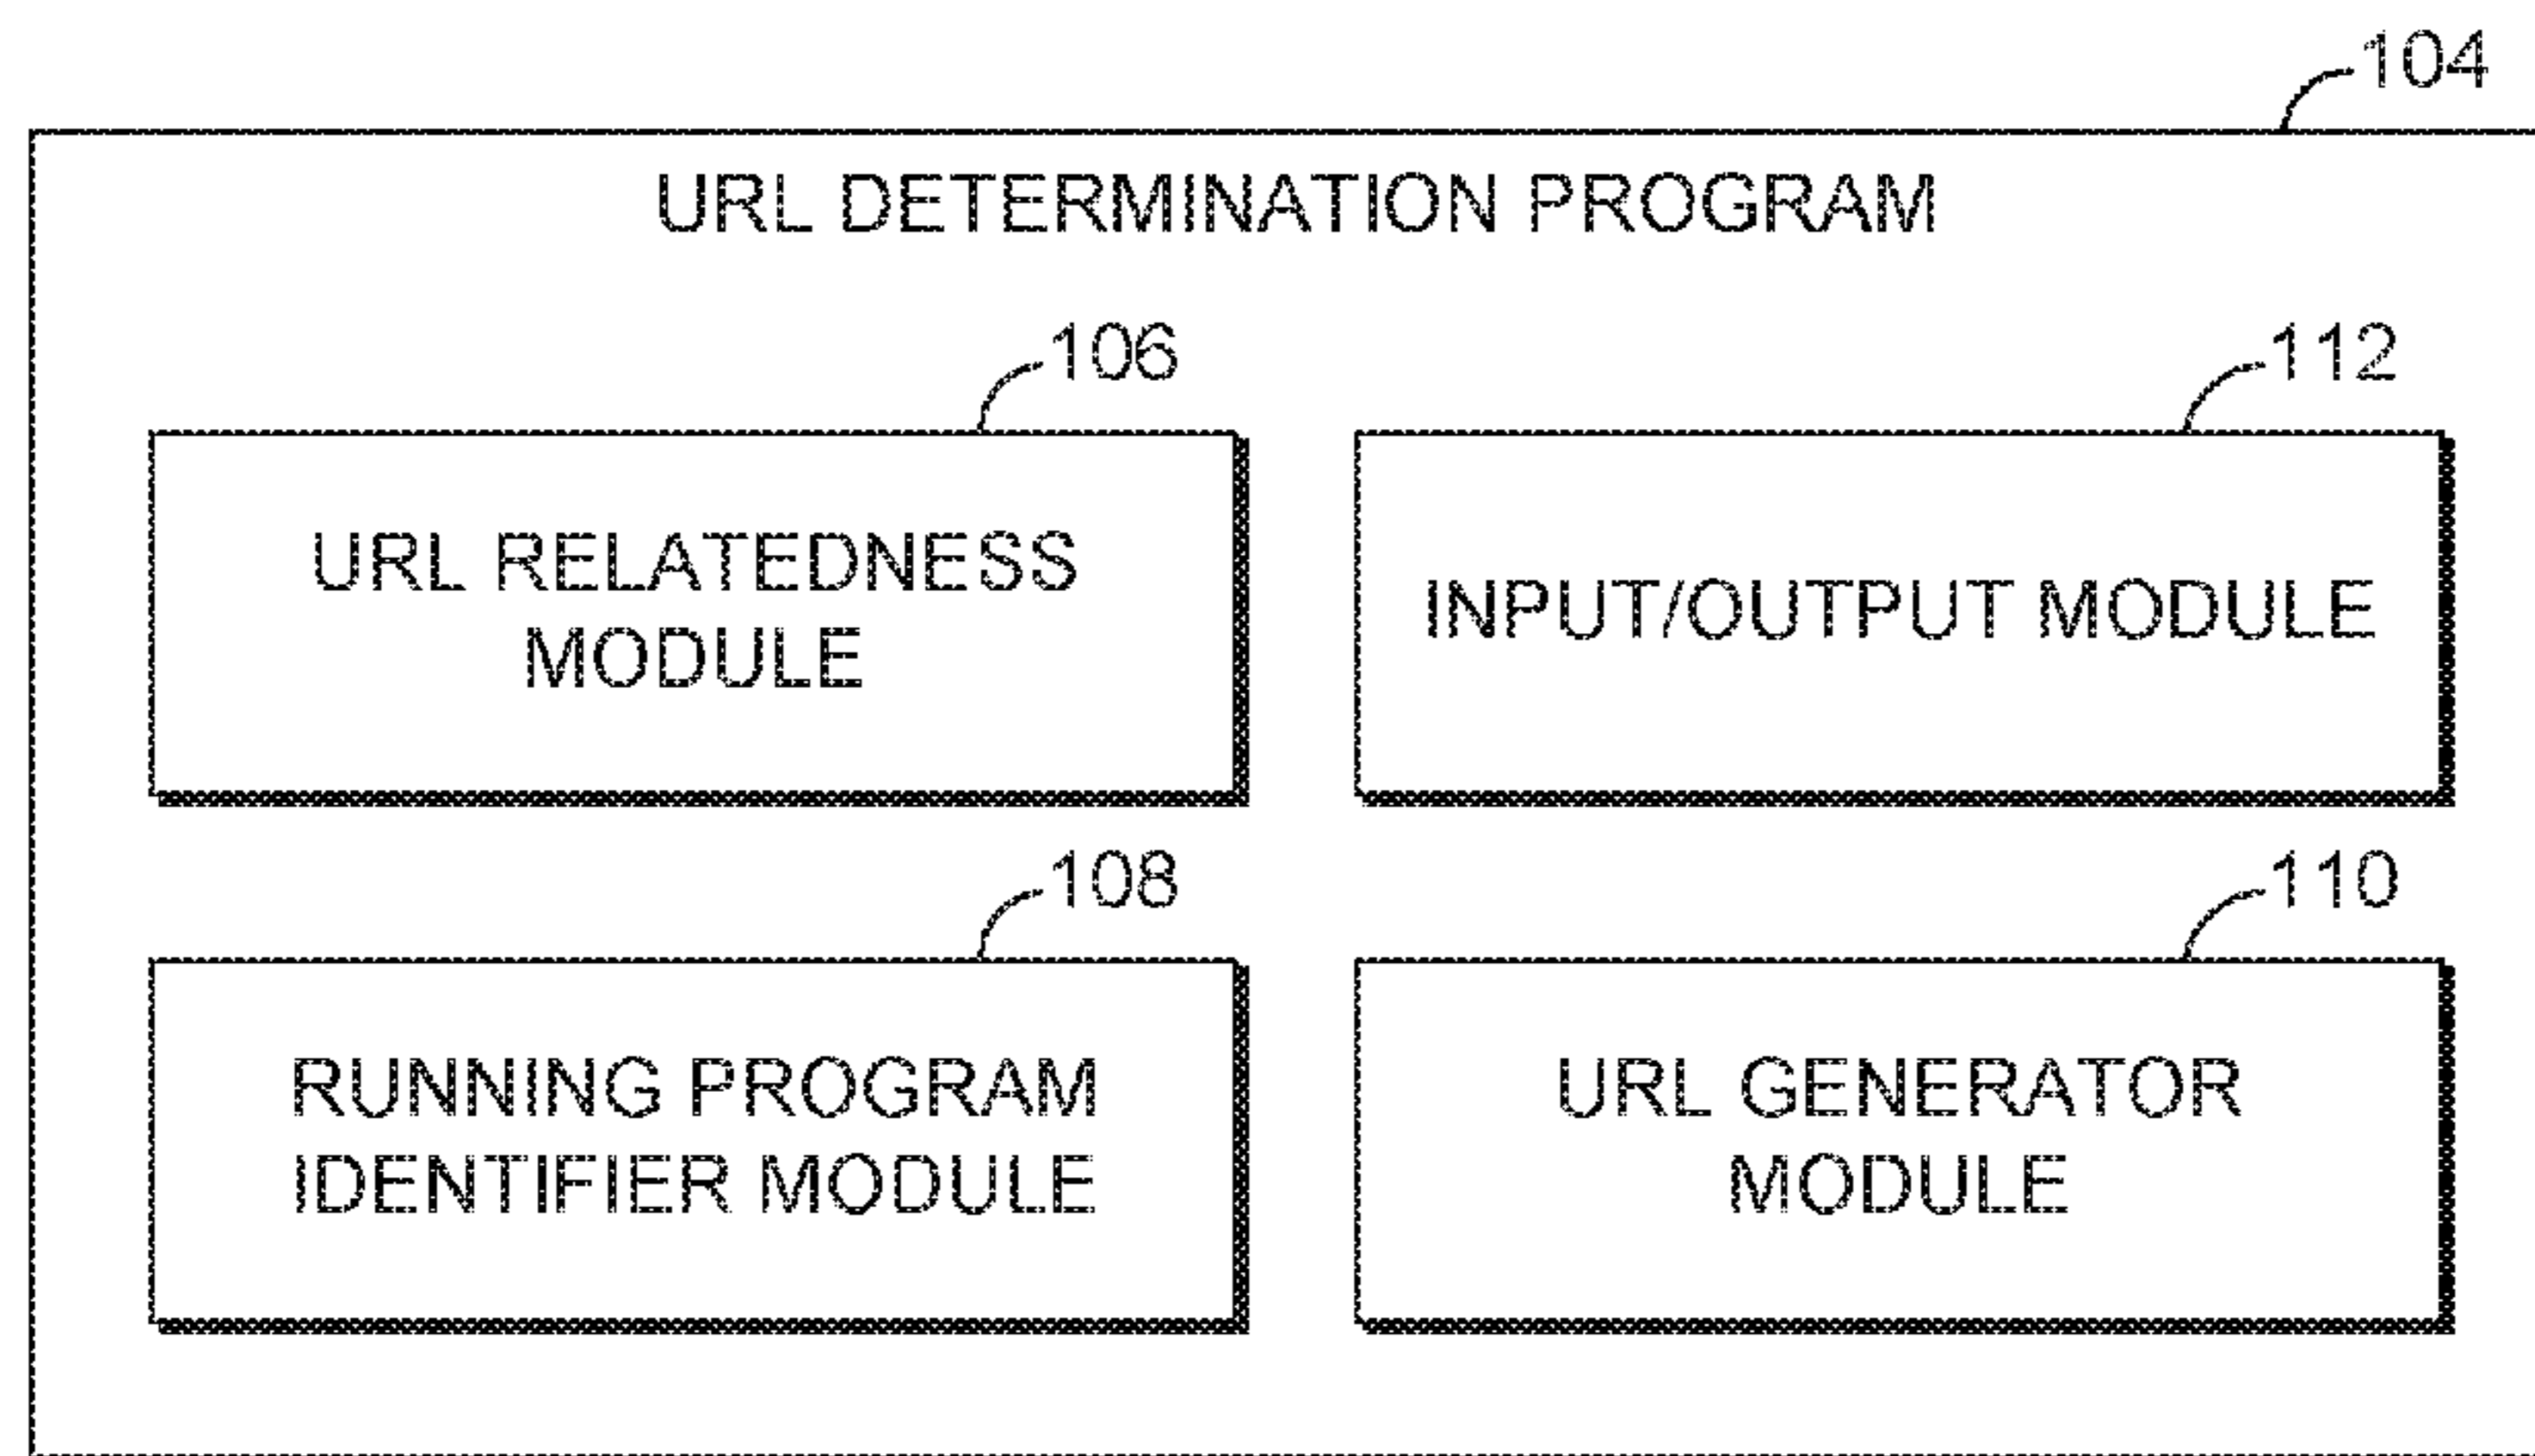 104
URL DETERMINATION PROGRAM
106
112
URL RELATEDNESS
MODULE
INPUT/OUTPUT MODULE
108
110
RUNNING PROGRAM
IDENTIFIER MODULE
URL GENERATOR
MODULE